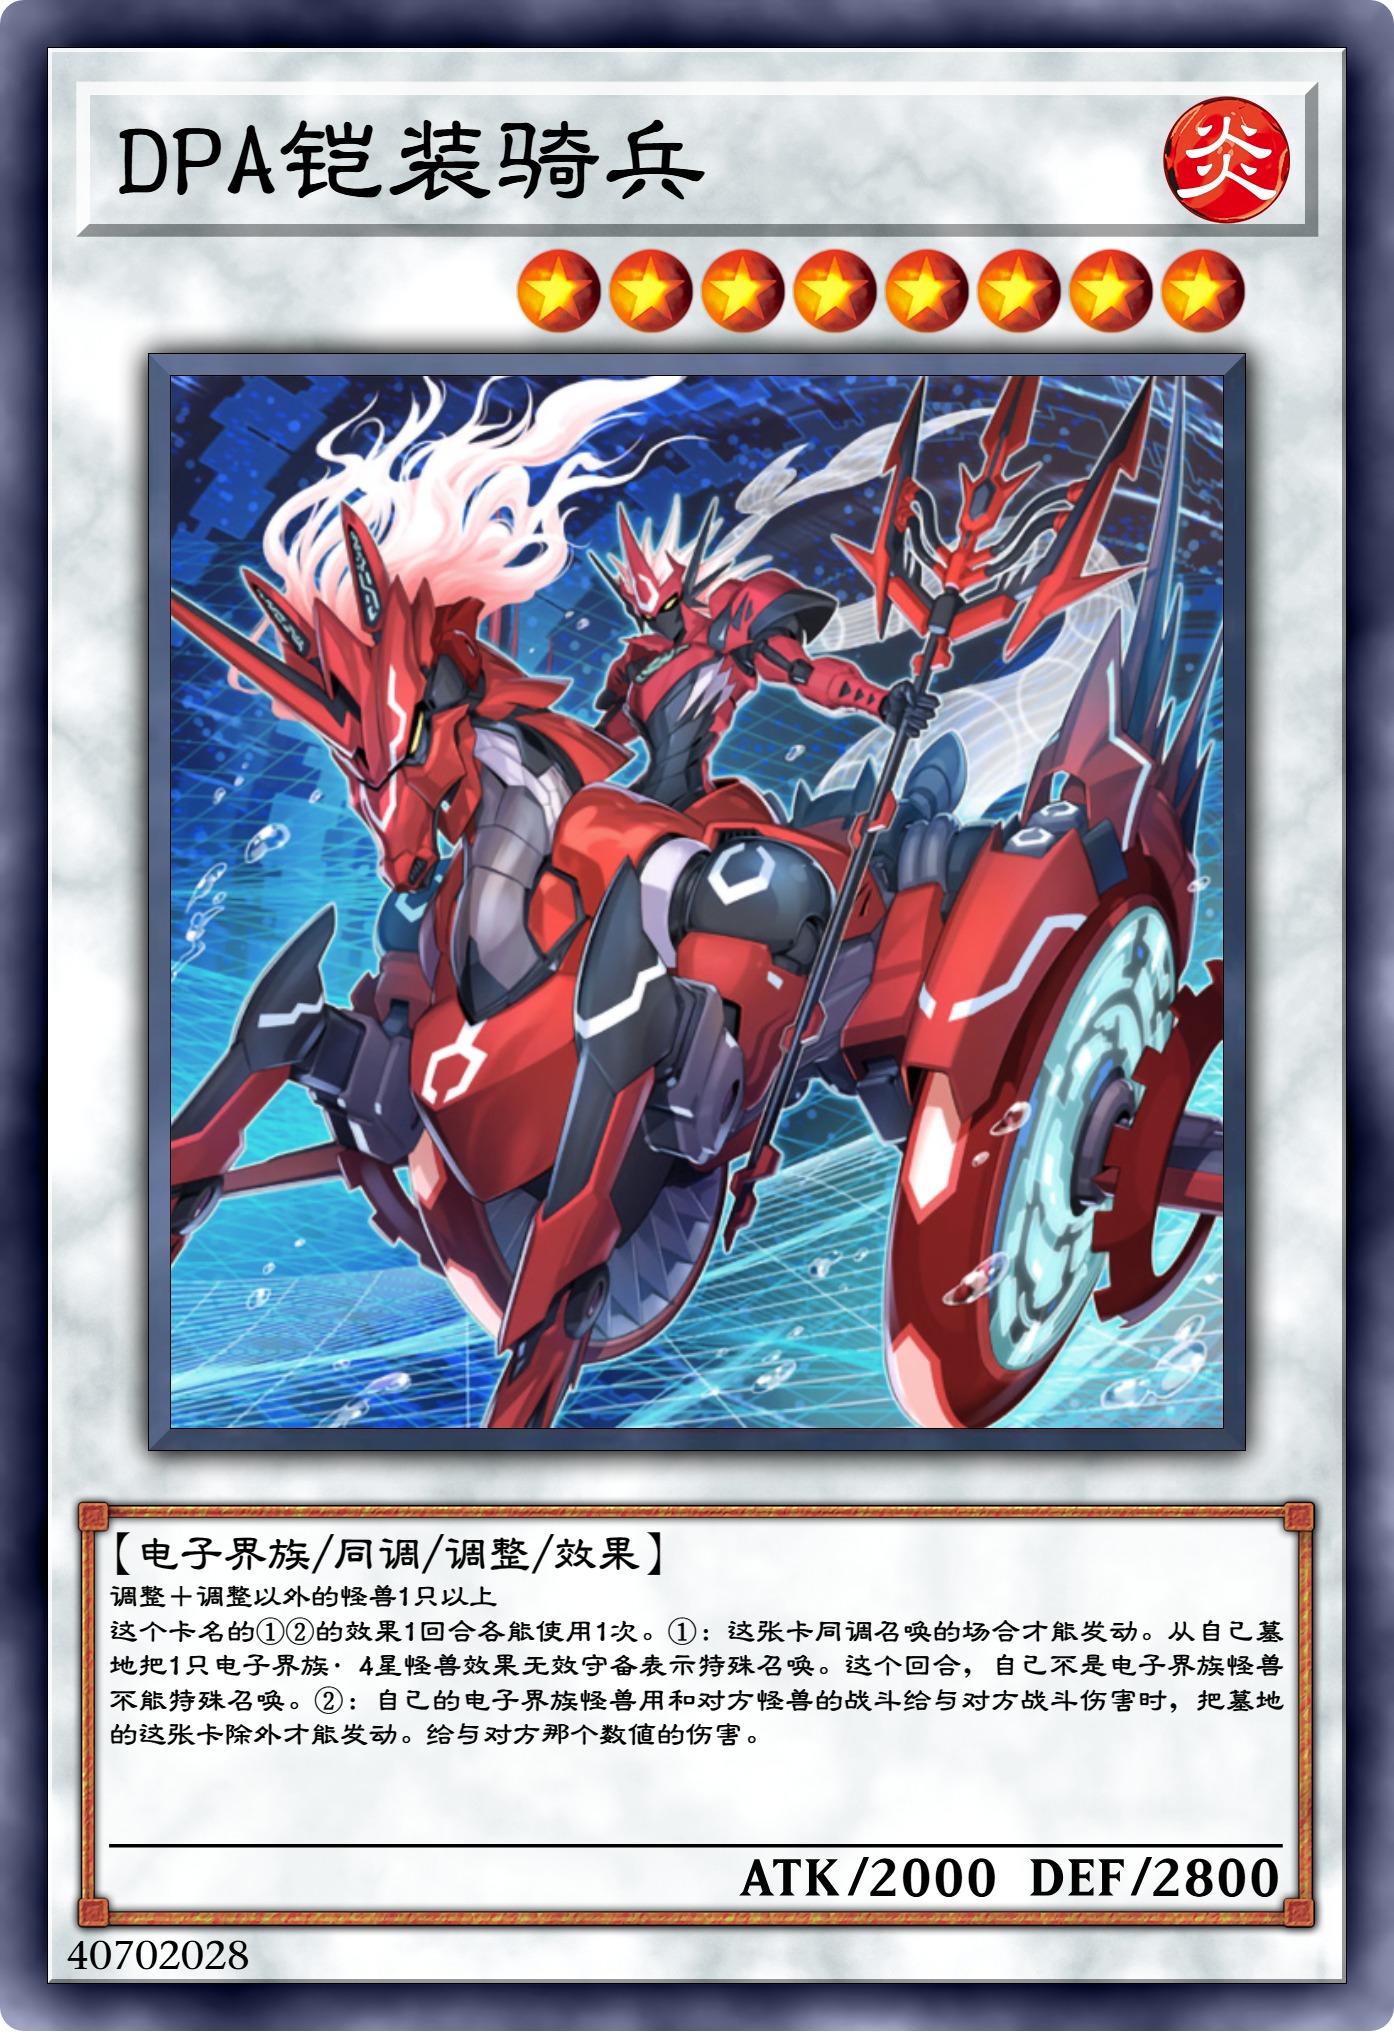 DPA铠装骑兵
炎
【电子界族/同调/调整/效果】
调整＋调整以外的怪兽1只以上
这个卡名的①②的效果1回合各能使用1次。①：这张卡同调召唤的场合才能发动。从自己墓
地把1只电子界族·4星怪兽效果无效守备表示特殊召唤。这个回合，自己不是电子界族怪兽
不能特殊召唤。②：自己的电子界族怪兽用和对方怪兽的战斗给与对方战斗伤害时，把墓地
的这张卡除外才能发动。给与对方那个数值的伤害。
ATK/2000 DEF/2800
40702028